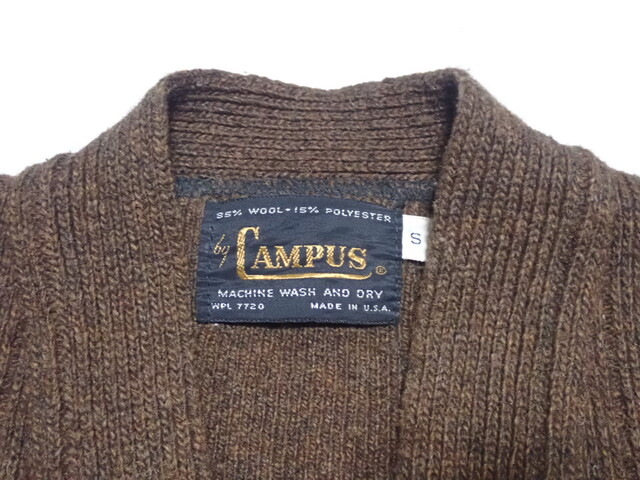 85% WOOL - 15% POLYESTER
by CAMPUS ®
S
MACHINE WASH AND DRY
WPL 7720 MADE IN U.S.A.